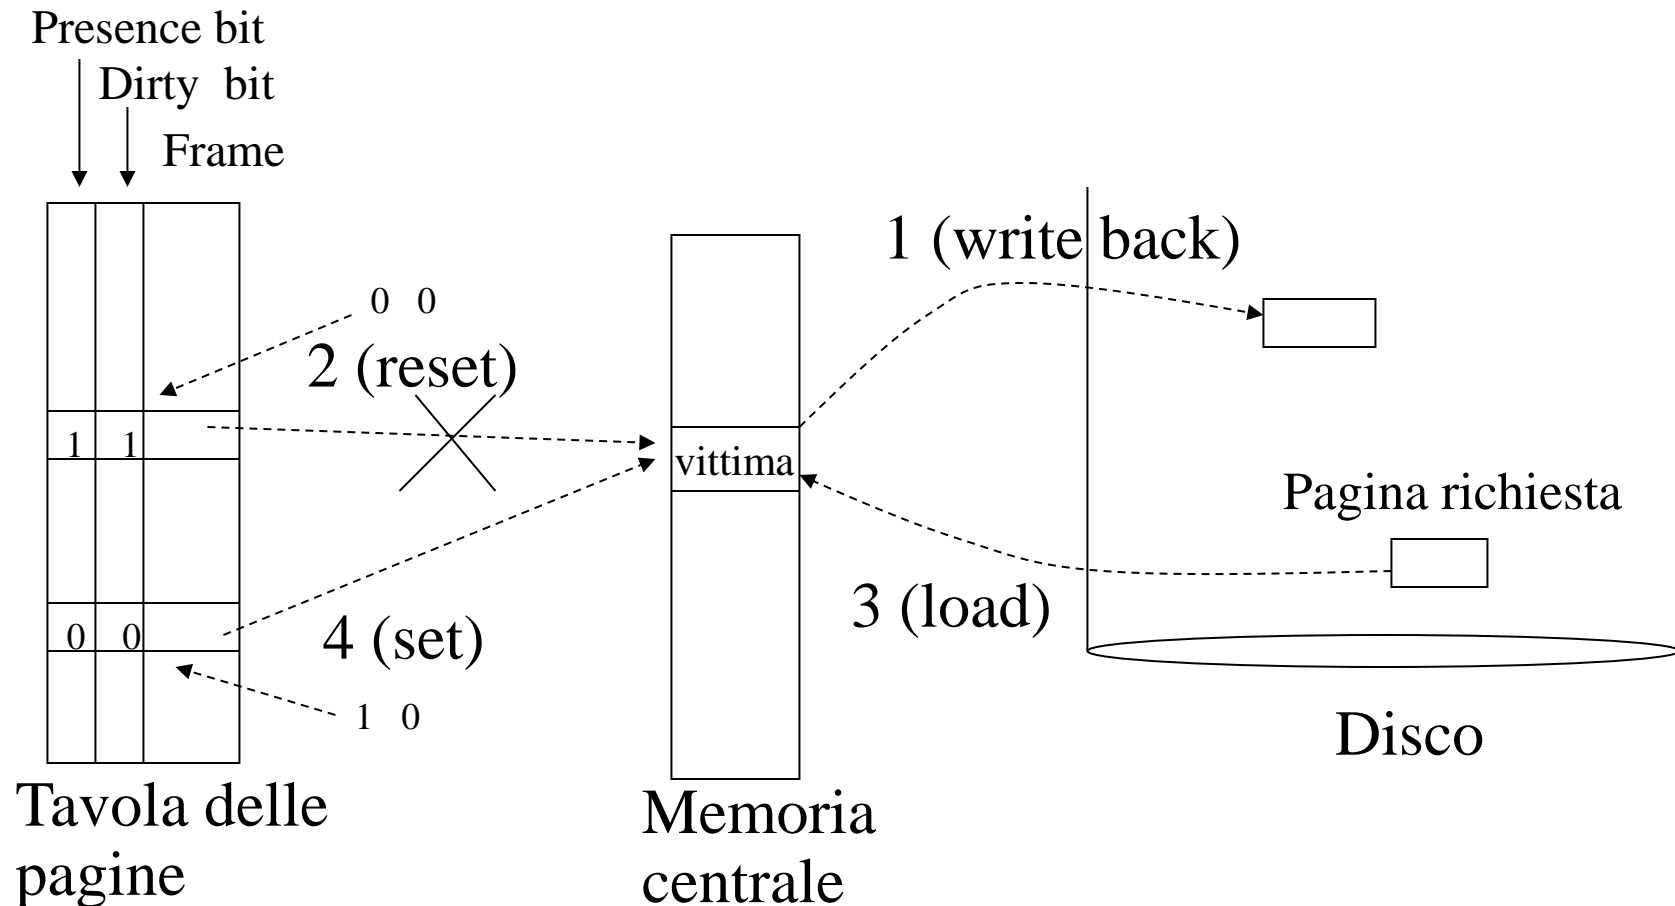 Presence bit
Dirty bit
Frame
1 (write back)
0 0
2 (reset)
1 1
vittima
Pagina richiesta
3 (load)
0 0
4 (set)
1 0
Disco
Tavola delle
pagine
Memoria
centrale